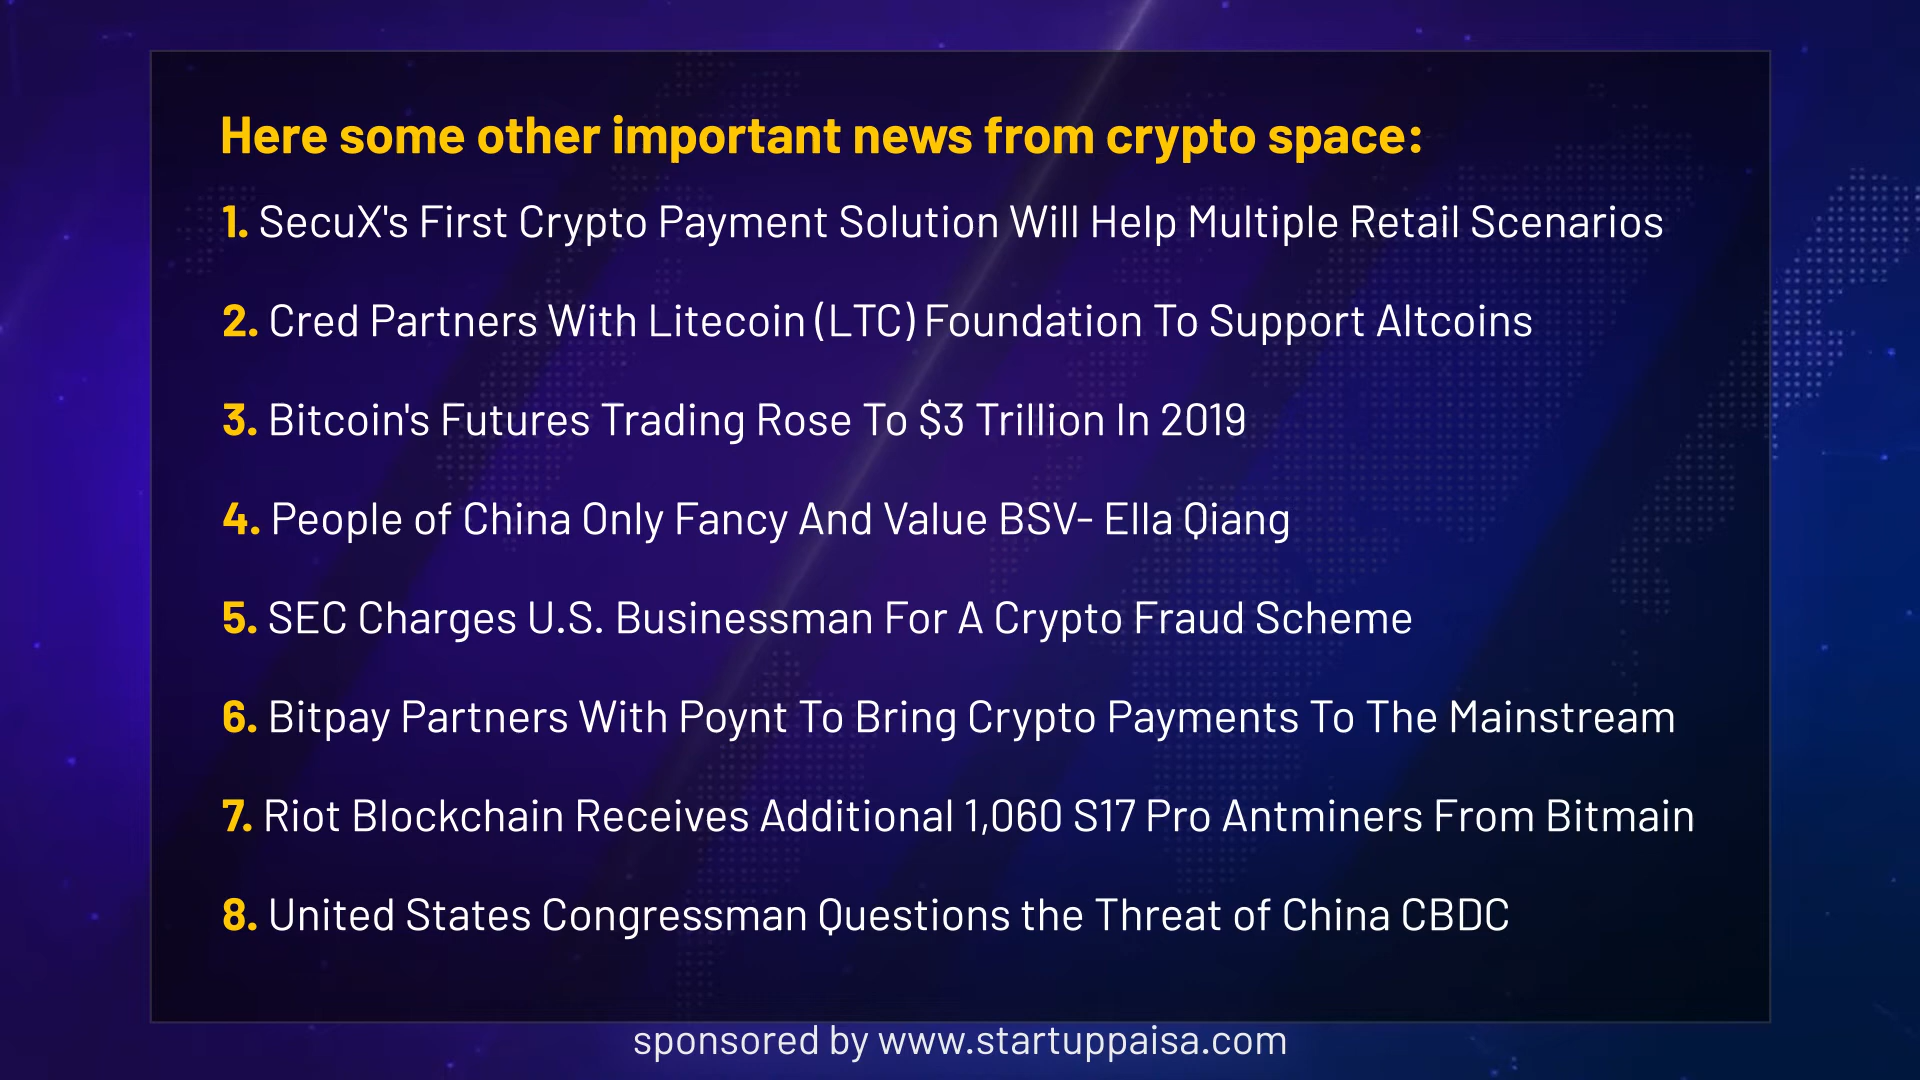 Here some other important news from crypto space:
1. SecuX's First Crypto Payment Solution Will Help Multiple Retail Scenarios
2. Cred Partners With Litecoin (LTC) Foundation To Support Altcoins
3. Bitcoin's Futures Trading Rose To $3 Trillion In 2019
4. People of China Only Fancy And Value BSV- Ella Qiang
5. SEC Charges U.S. Businessman For A Crypto Fraud Scheme
6. Bitpay Partners With Poynt To Bring Crypto Payments To The Mainstream
7. Riot Blockchain Receives Additional 1,060 S17 Pro Antminers From Bitmain
8. United States Congressman Questions the Threat of China CBDC
sponsored by www.startuppaisa.com